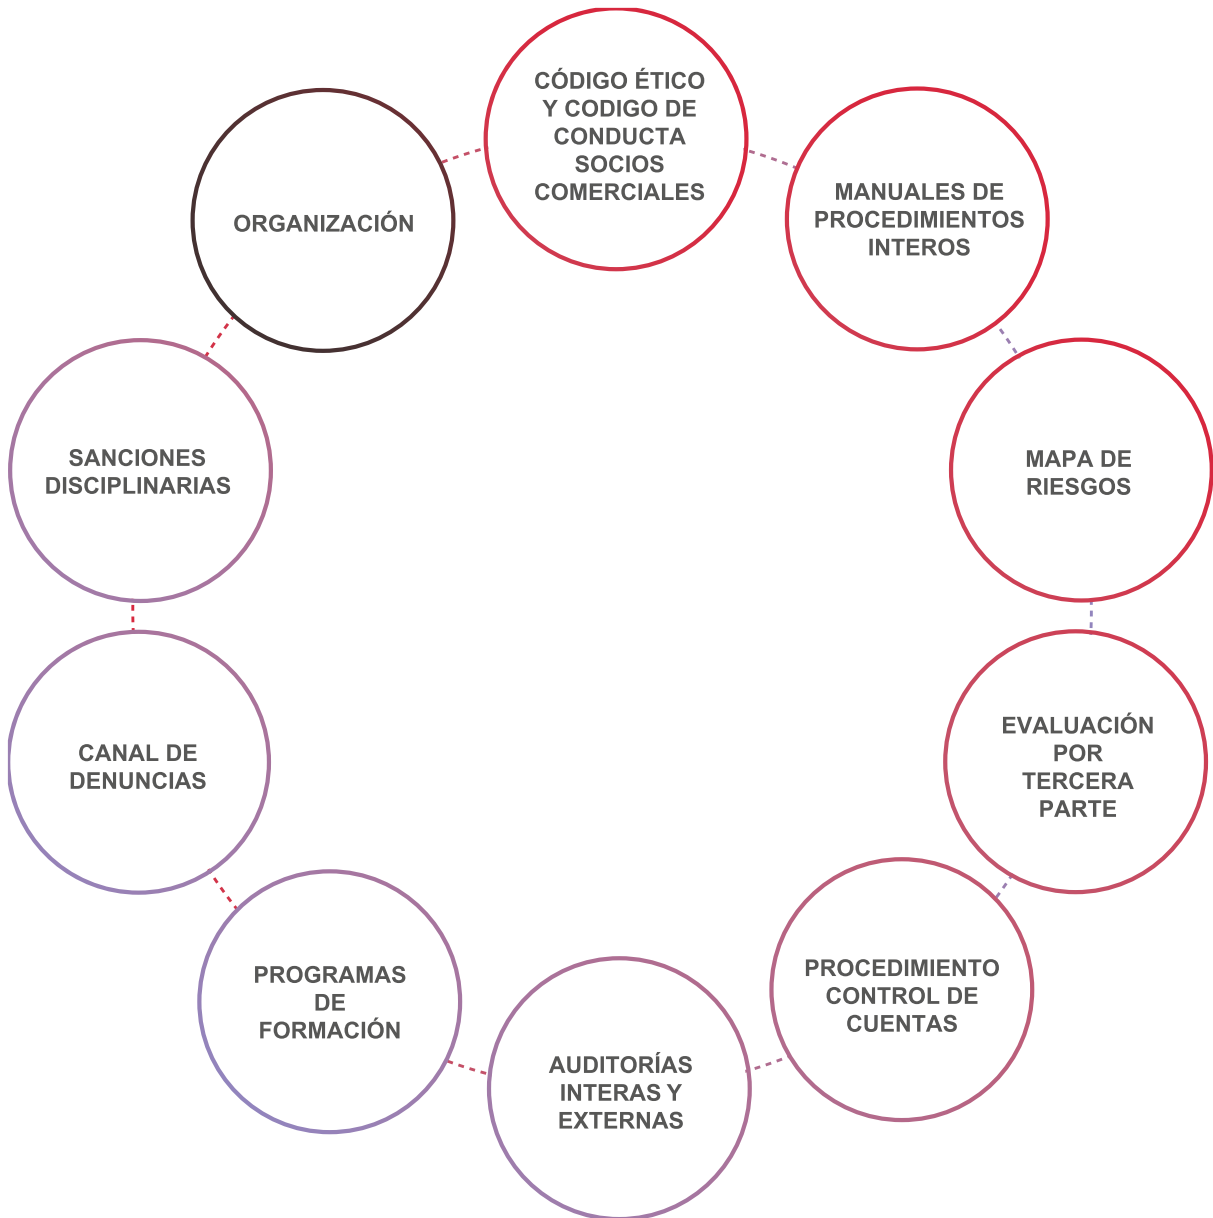 CÓDIGO ÉTICO
Y CODIGO DE
CONDUCTA
SOCIOS
COMERCIALES
MANUALES DE
PROCEDIMIENTOS
INTEROS
MAPA DE
RIESGOS
EVALUACIÓN
POR
TERCERA
PARTE
PROCEDIMIENTO
CONTROL DE
CUENTAS
AUDITORÍAS
INTERAS Y
EXTERNAS
PROGRAMAS
DE
FORMACIÓN
CANAL DE
DENUNCIAS
SANCIONES
DISCIPLINARIAS
ORGANIZACIÓN